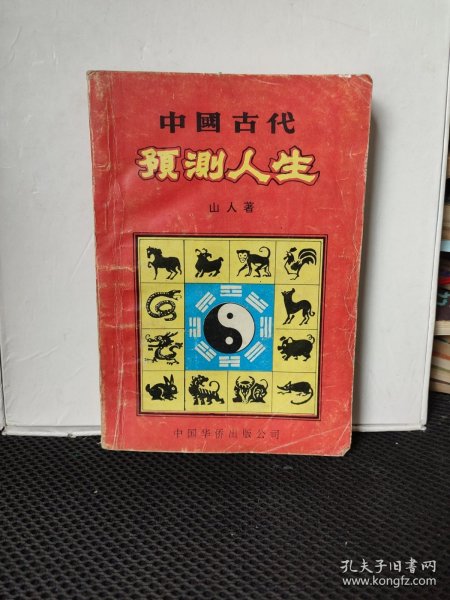 中國古代
預測人生
山人著
中国华侨出版公司
孔夫子旧书网
www.kongfz.com